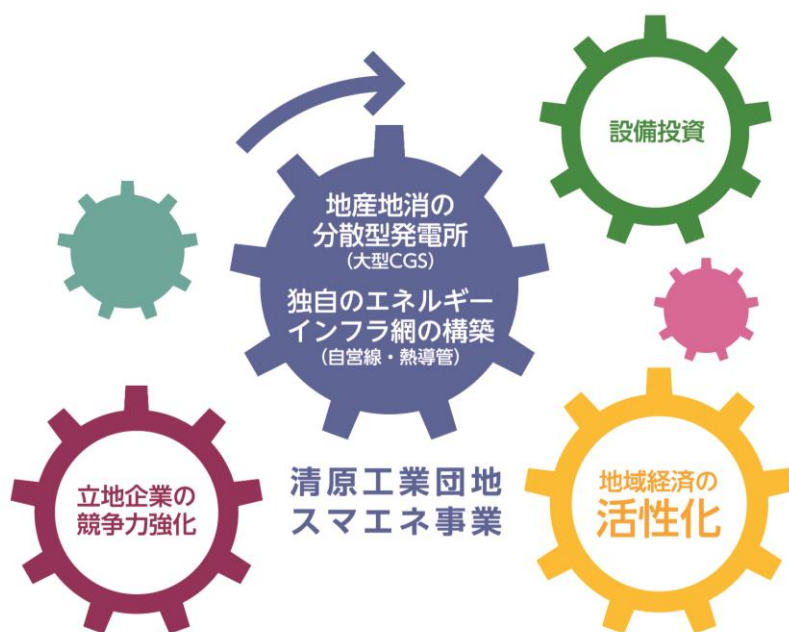 設備投資
地産地消の
分散型発電所
(大型CGS)
独自のエネルギー
インフラ網の構築
(自営線・熱導管)
立地企業の
競争力強化
清原工業団地
スマエネ事業
地域経済の
活性化